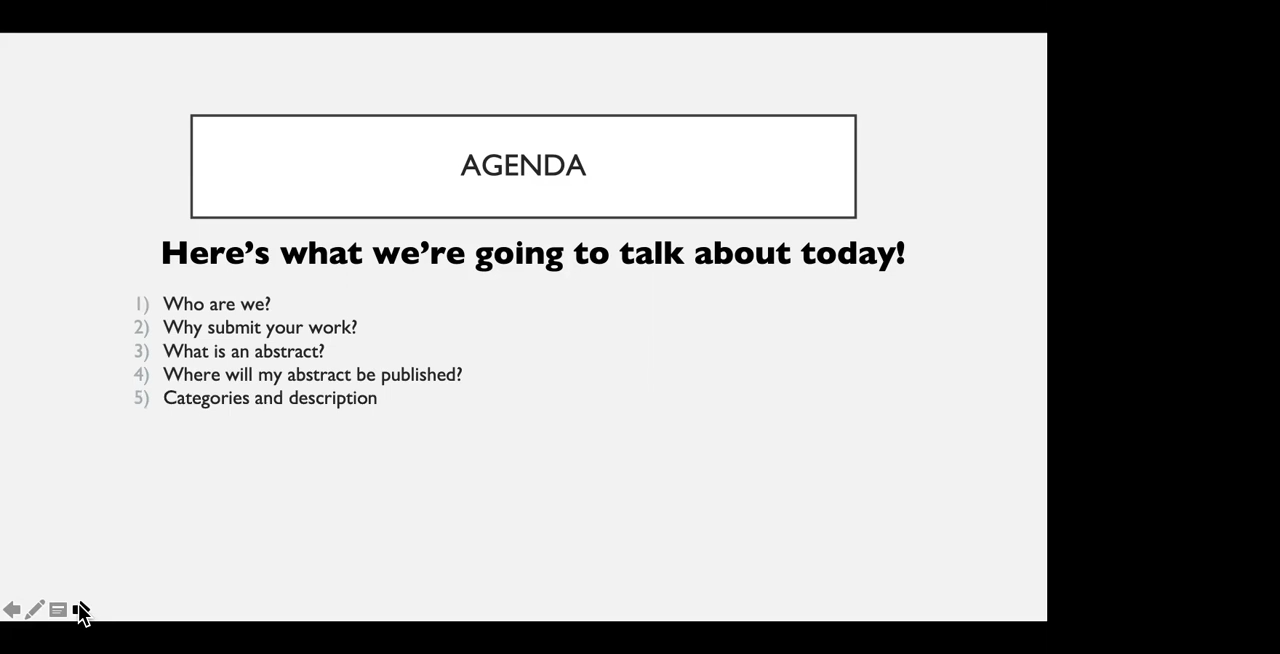 AGENDA
Here’s what we’re going to talk about today!
1) Who are we?
2) Why submit your work?
3) What is an abstract?
4) Where will my abstract be published?
5) Categories and description